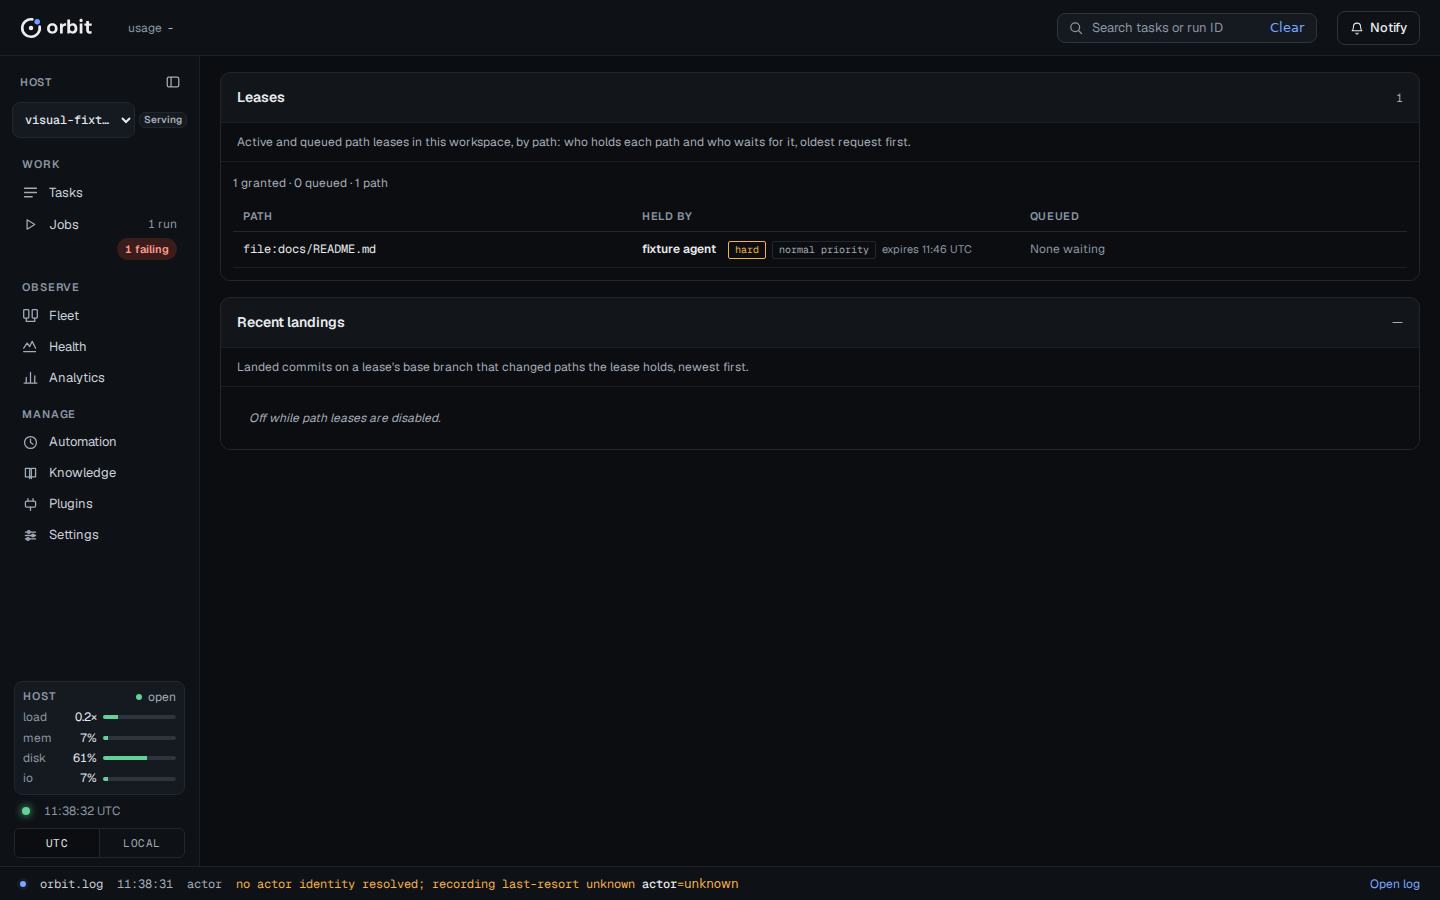 orbit
usage -
Search tasks or run ID Clear
Notify
HOST
visual-fixt… Serving
WORK
Tasks
Jobs 1 run
1 failing
OBSERVE
Fleet
Health
Analytics
MANAGE
Automation
Knowledge
Plugins
Settings
HOST open
load 0.2×
mem 7%
disk 61%
io 7%
11:38:32 UTC
UTC LOCAL
Leases 1
Active and queued path leases in this workspace, by path: who holds each path and who waits for it, oldest request first.
1 granted · 0 queued · 1 path
PATH HELD BY QUEUED
file:docs/README.md fixture agent hard normal priority expires 11:46 UTC None waiting
Recent landings —
Landed commits on a lease's base branch that changed paths the lease holds, newest first.
Off while path leases are disabled.
orbit.log 11:38:31 actor no actor identity resolved; recording last-resort unknown actor=unknown Open log